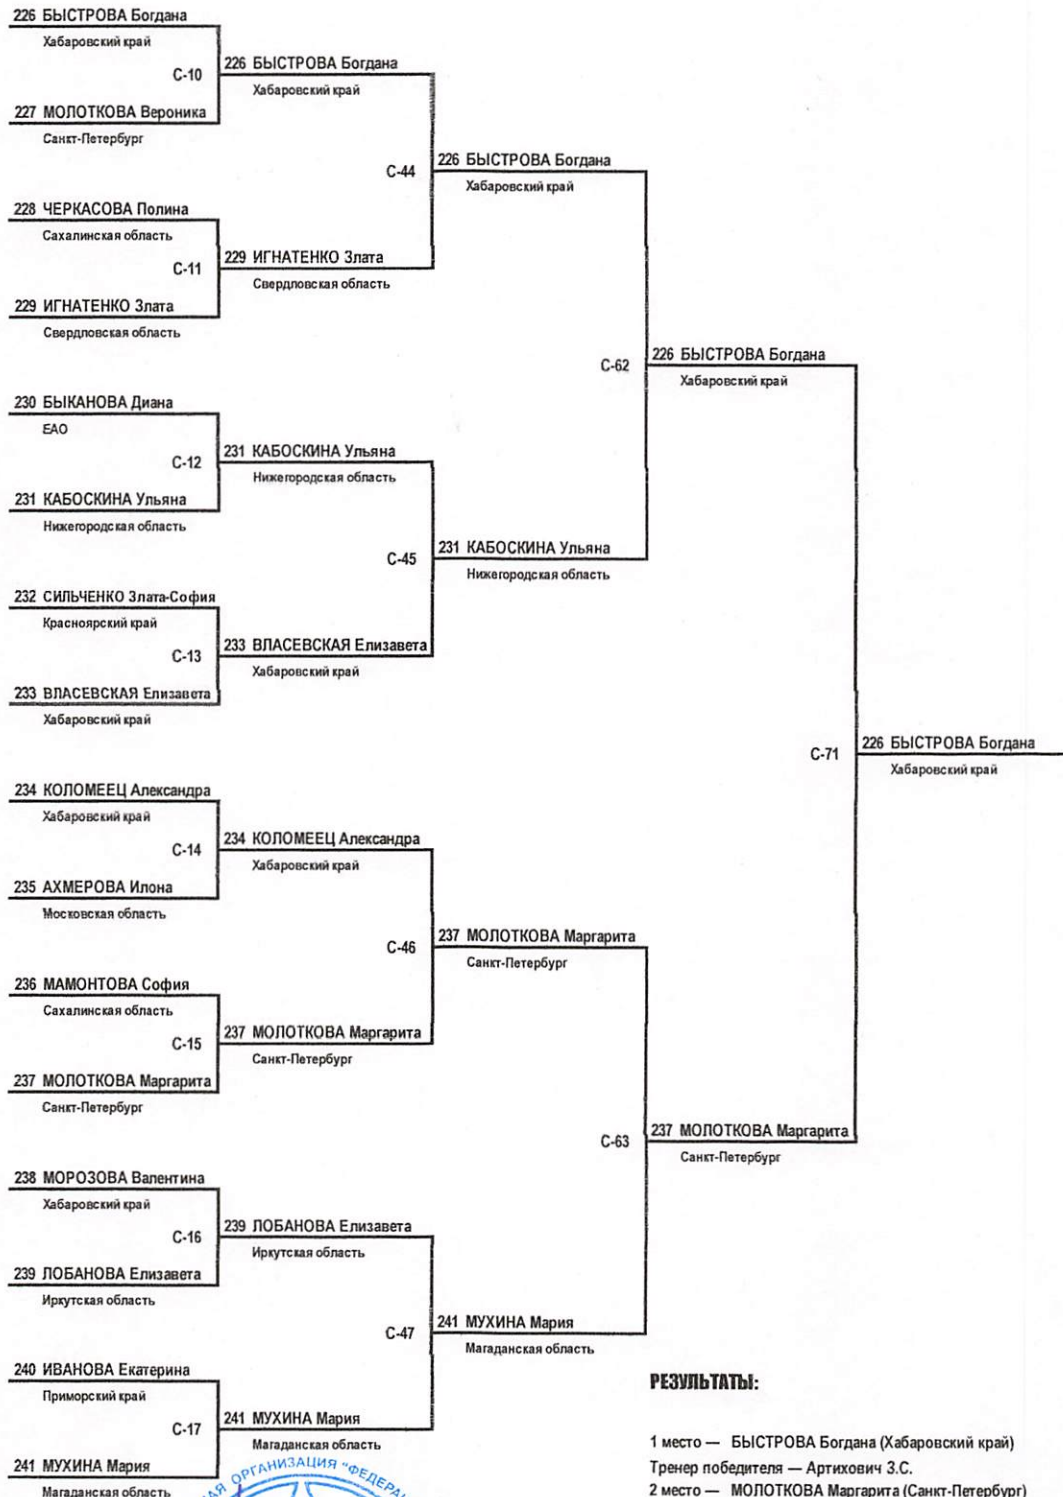 226 БЫСТРОВА Богдана
Хабаровский край
С-10
226 БЫСТРОВА Богдана
Хабаровский край
227 МОЛОТКОВА Вероника
Санкт-Петербург
С-44
226 БЫСТРОВА Богдана
Хабаровский край
228 ЧЕРКАСОВА Полина
Сахалинская область
С-11
229 ИГНАТЕНКО Злата
Свердловская область
229 ИГНАТЕНКО Злата
Свердловская область
С-62
226 БЫСТРОВА Богдана
Хабаровский край
230 БЫКАНОВА Диана
ЕАО
С-12
231 КАБОСКИНА Ульяна
Нижегородская область
231 КАБОСКИНА Ульяна
Нижегородская область
С-45
231 КАБОСКИНА Ульяна
Нижегородская область
232 СИЛЬЧЕНКО Злата-София
Красноярский край
С-13
233 ВЛАСЕВСКАЯ Елизавета
Хабаровский край
233 ВЛАСЕВСКАЯ Елизавета
Хабаровский край
С-71
226 БЫСТРОВА Богдана
Хабаровский край
234 КОЛОМЕЕЦ Александра
Хабаровский край
С-14
234 КОЛОМЕЕЦ Александра
Хабаровский край
235 АХМЕРОВА Илона
Московская область
С-46
237 МОЛОТКОВА Маргарита
Санкт-Петербург
236 МАМОНТОВА София
Сахалинская область
С-15
237 МОЛОТКОВА Маргарита
Санкт-Петербург
237 МОЛОТКОВА Маргарита
Санкт-Петербург
С-63
237 МОЛОТКОВА Маргарита
Санкт-Петербург
238 МОРОЗОВА Валентина
Хабаровский край
С-16
239 ЛОБАНОВА Елизавета
Иркутская область
239 ЛОБАНОВА Елизавета
Иркутская область
С-47
241 МУХИНА Мария
Магаданская область
240 ИВАНОВА Екатерина
Приморский край
С-17
241 МУХИНА Мария
Магаданская область
241 МУХИНА Мария
Магаданская область
ОРГАНИЗАЦИЯ
РЕЗУЛЬТАТЫ:
1 место — БЫСТРОВА Богдана (Хабаровский край)
Тренер победителя — Артихович З.С.
2 место — МОЛОТКОВА Маргарита (Санкт-Петербург)